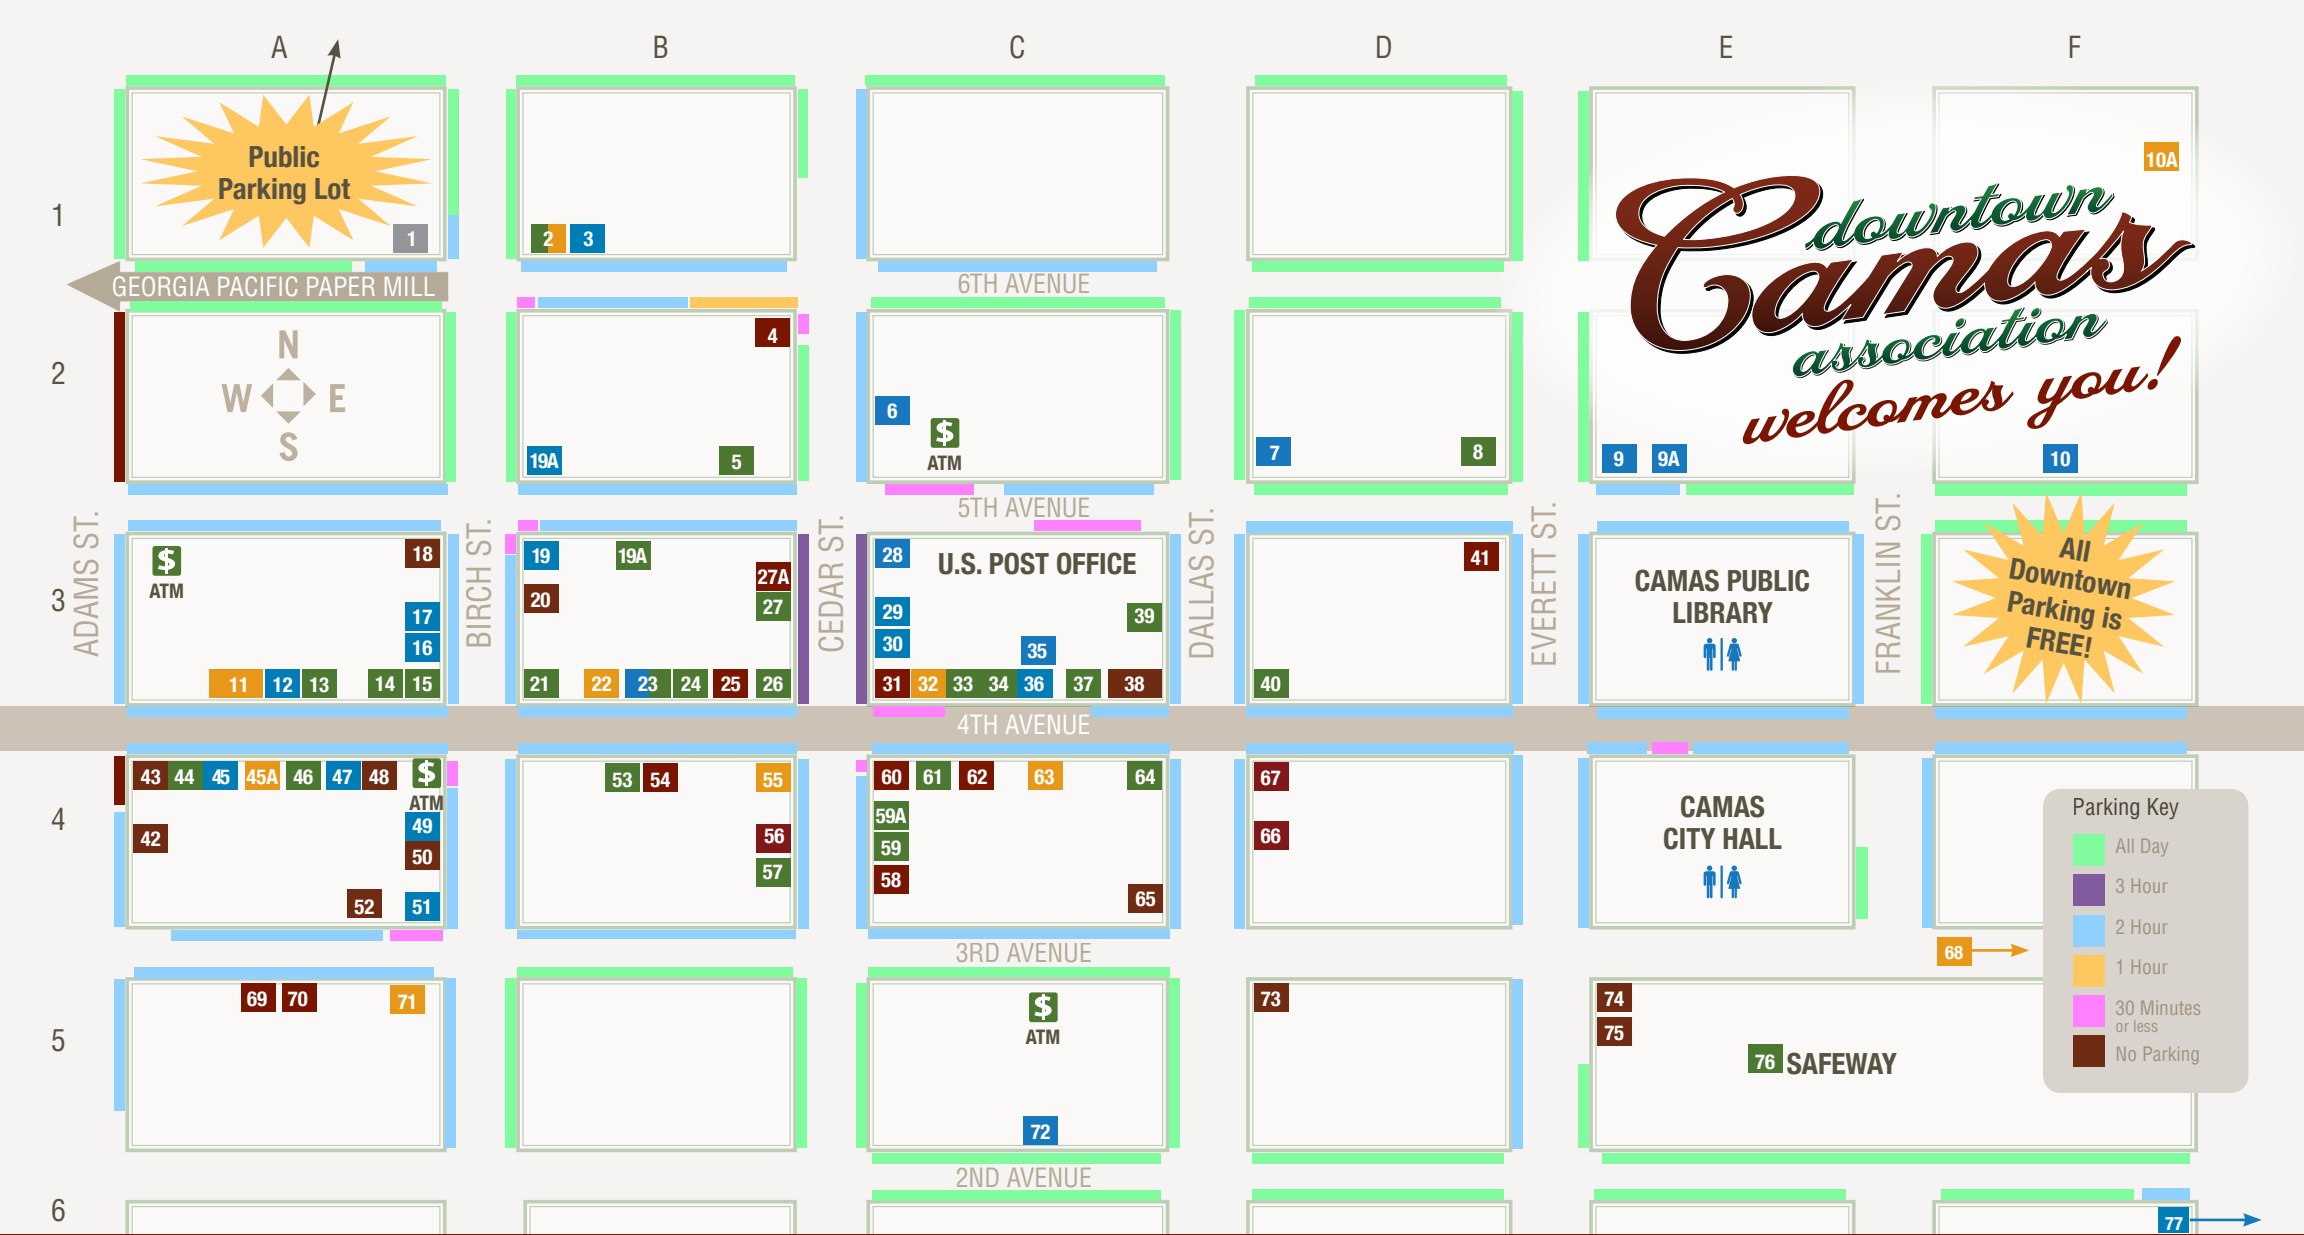 A B C D E F
1
Public
Parking Lot
1
2 3
10A
downtown
Camas
association
welcomes you!
GEORGIA PACIFIC PAPER MILL
6TH AVENUE
2
N
W E
S
4
19A 5
6
$
ATM
7 8
9 9A
10
5TH AVENUE
ADAMS ST.
BIRCH ST.
CEDAR ST.
DALLAS ST.
EVERETT ST.
FRANKLIN ST.
3
$
ATM
18
17
16
11 12 13 14 15
19 19A
20
27A
27
21 22 23 24 25 26
28
U.S. POST OFFICE
29
30
39
35
31 32 33 34 36 37 38
41
40
CAMAS PUBLIC
LIBRARY
All
Downtown
Parking is
FREE!
4TH AVENUE
4
43 44 45 45A 46 47 48
$
ATM
42
49
50
52 51
53 54 55
56
57
60 61 62 63 64
59A
59
58
65
67
66
CAMAS
CITY HALL
68
Parking Key
All Day
3 Hour
2 Hour
1 Hour
30 Minutes
or less
No Parking
3RD AVENUE
5
69 70 71
$
ATM
72
73
74
75
76 SAFEWAY
2ND AVENUE
6
77